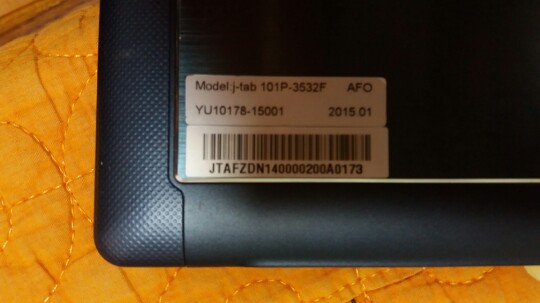 Model:j-tab 101P-3532F AFO
YU10178-15001 2015.01
JTAFZDN140000200A0173